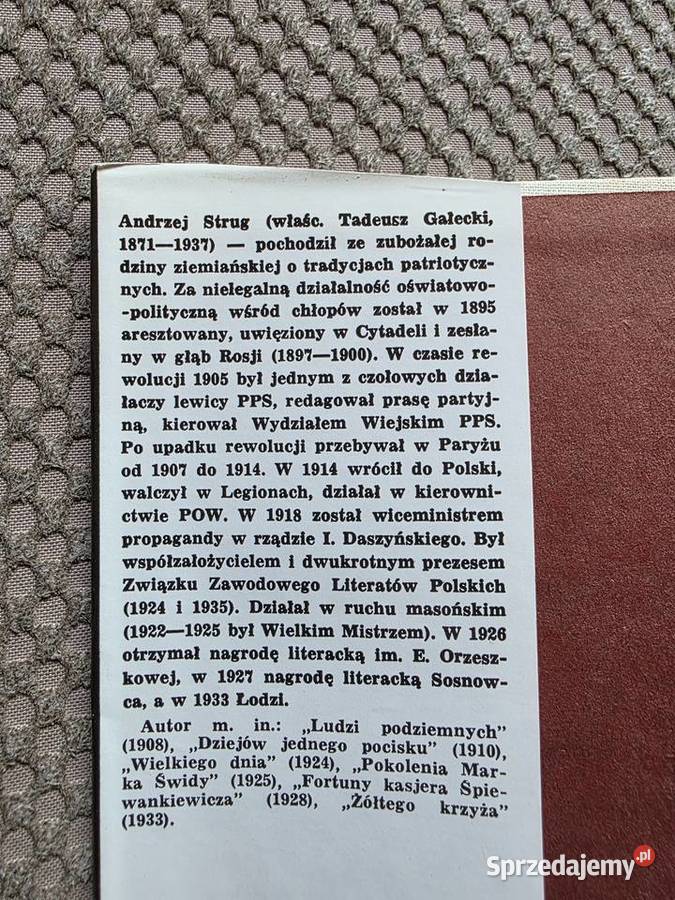 Andrzej Strug (właśc. Tadeusz Gałecki,
1871—1937) — pochodził ze zubożałej ro-
dziny ziemiańskiej o tradycjach patriotycz-
nych. Za nielegalną działalność oświatowo-
-polityczną wśród chłopów został w 1895
aresztowany, uwięziony w Cytadeli i zesła-
ny w głąb Rosji (1897—1900). W czasie re-
wolucji 1905 był jednym z czołowych dzia-
łaczy lewicy PPS, redagował prasę partyj-
ną, kierował Wydziałem Wiejskim PPS.
Po upadku rewolucji przebywał w Paryżu
od 1907 do 1914. W 1914 wrócił do Polski,
walczył w Legionach, działał w kierowni-
ctwie POW. W 1918 został wiceministrem
propagandy w rządzie I. Daszyńskiego. Był
współzałożycielem i dwukrotnym prezesem
Związku Zawodowego Literatów Polskich
(1924 i 1935). Działał w ruchu masońskim
(1922—1925 był Wielkim Mistrzem). W 1926
otrzymał nagrodę literacką im. E. Orzesz-
kowej, w 1927 nagrodę literacką Sosnow-
ca, a w 1933 Łodzi.
Autor m. in.: „Ludzi podziemnych”
(1908), „Dziejów jednego pocisku” (1910),
„Wielkiego dnia” (1924), „Pokolenia Mar-
ka Świdy” (1925), „Fortuny kasjera Śpie-
wankiewicza” (1928), „Żółtego krzyża”
(1933).
Sprzedajemy.pl